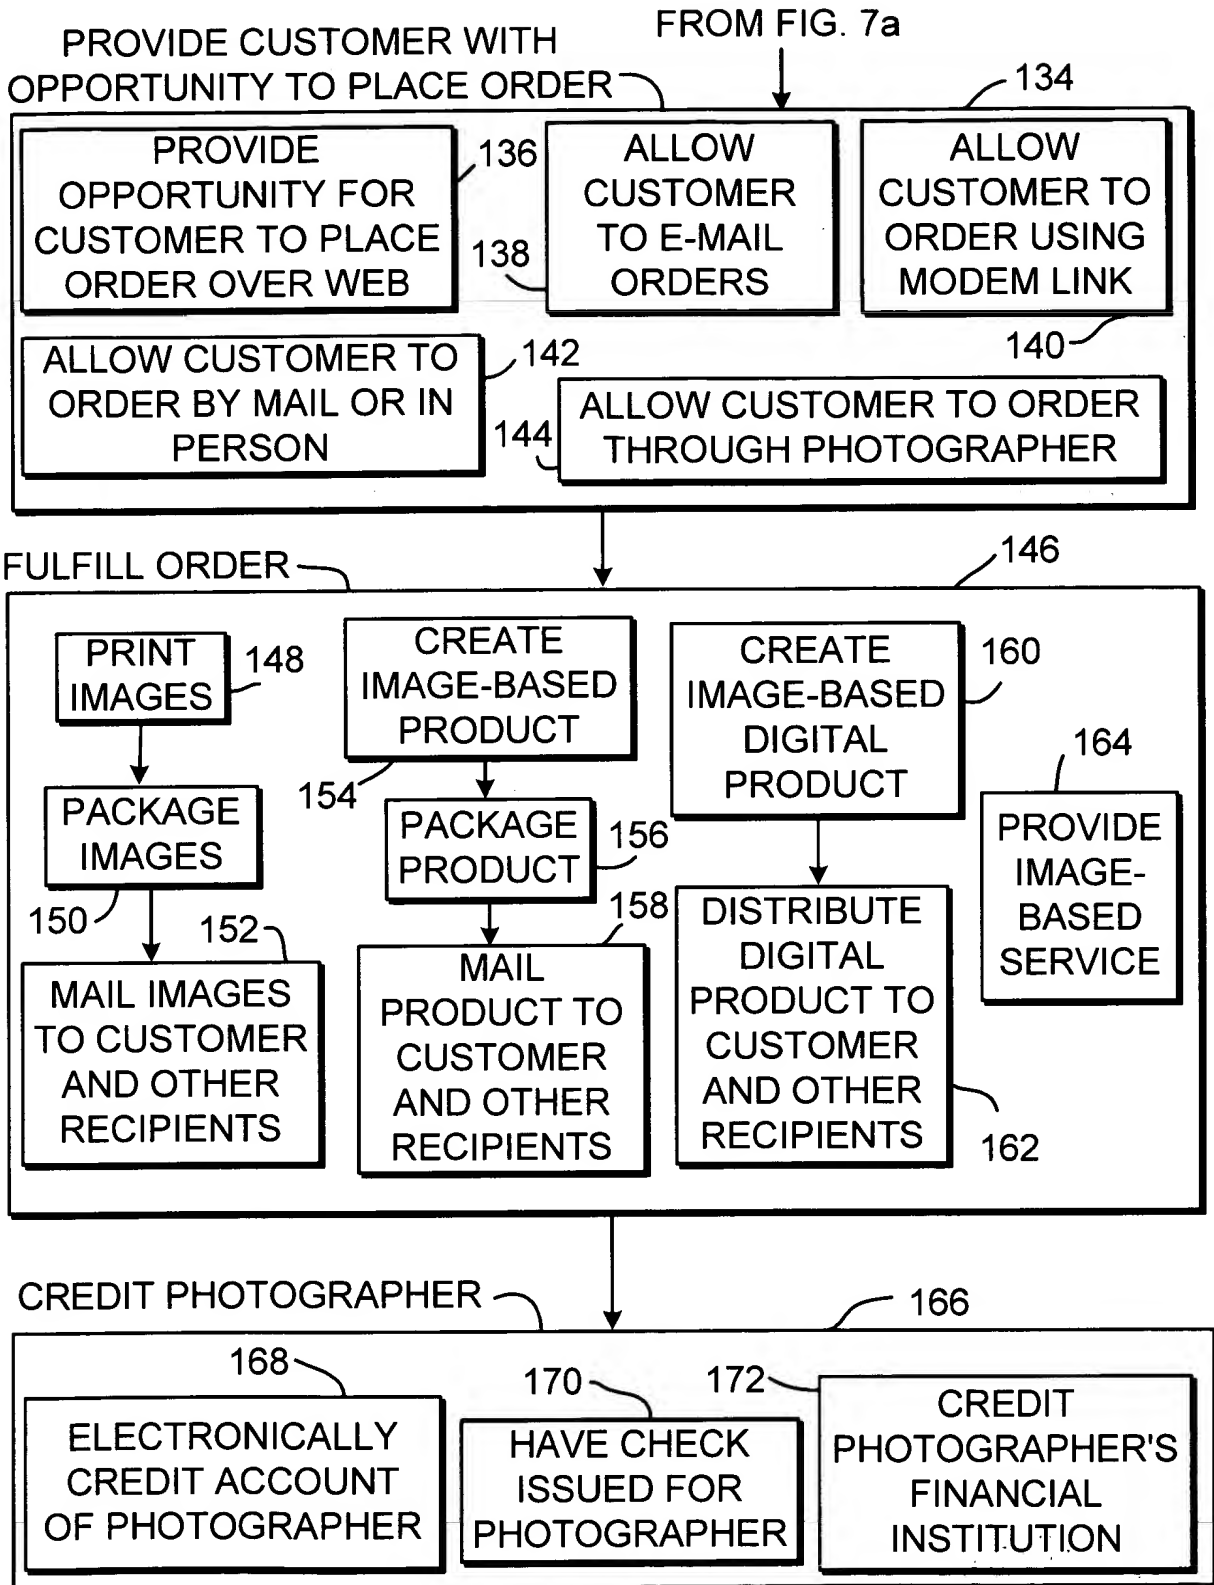 FROM FIG. 7a
PROVIDE CUSTOMER WITH
OPPORTUNITY TO PLACE ORDER
134
PROVIDE
OPPORTUNITY FOR
CUSTOMER TO PLACE
ORDER OVER WEB
136
ALLOW
CUSTOMER
TO E-MAIL
ORDERS
138
ALLOW
CUSTOMER TO
ORDER USING
MODEM LINK
140
ALLOW CUSTOMER TO
ORDER BY MAIL OR IN
PERSON
142
ALLOW CUSTOMER TO ORDER
THROUGH PHOTOGRAPHER
144
FULFILL ORDER
146
PRINT
IMAGES
148
PACKAGE
IMAGES
150
152
MAIL IMAGES
TO CUSTOMER
AND OTHER
RECIPIENTS
CREATE
IMAGE-BASED
PRODUCT
154
PACKAGE
PRODUCT
156
158
MAIL
PRODUCT TO
CUSTOMER
AND OTHER
RECIPIENTS
CREATE
IMAGE-BASED
DIGITAL
PRODUCT
160
DISTRIBUTE
DIGITAL
PRODUCT TO
CUSTOMER
AND OTHER
RECIPIENTS
162
164
PROVIDE
IMAGE-
BASED
SERVICE
CREDIT PHOTOGRAPHER
166
168
ELECTRONICALLY
CREDIT ACCOUNT
OF PHOTOGRAPHER
170
HAVE CHECK
ISSUED FOR
PHOTOGRAPHER
172
CREDIT
PHOTOGRAPHER'S
FINANCIAL
INSTITUTION